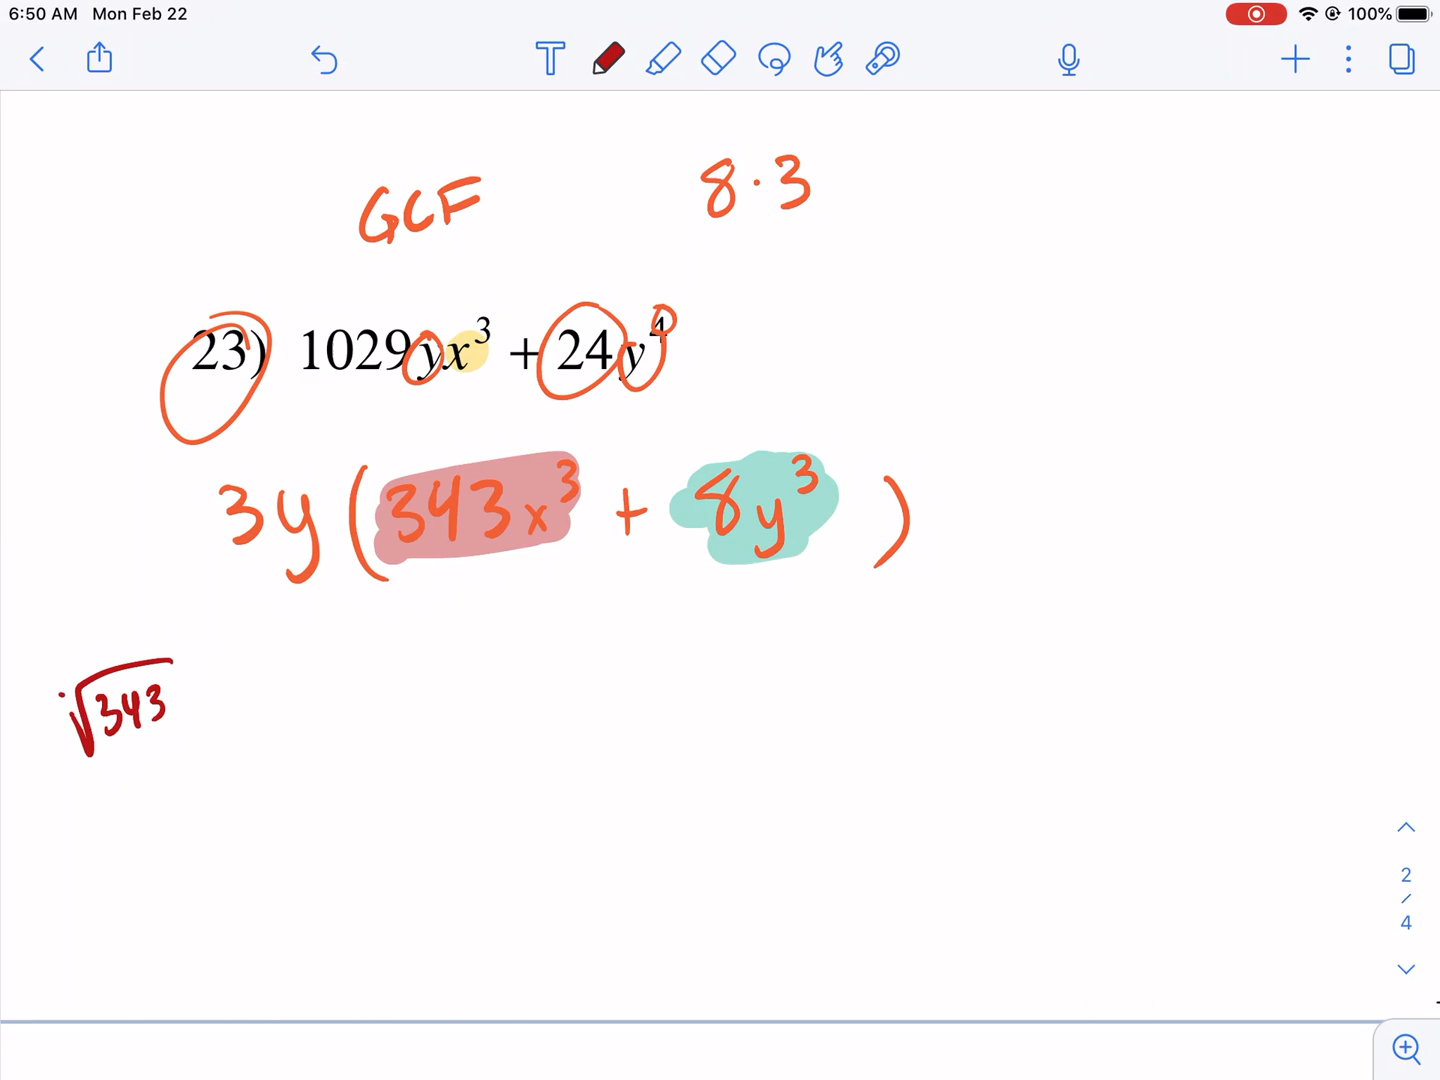 6:50 AM Mon Feb 22
100%
T
GCF
8·3
23) 1029yx³ + 24y⁴
3y(343x³ + 8y³ )
√343
2
/
4